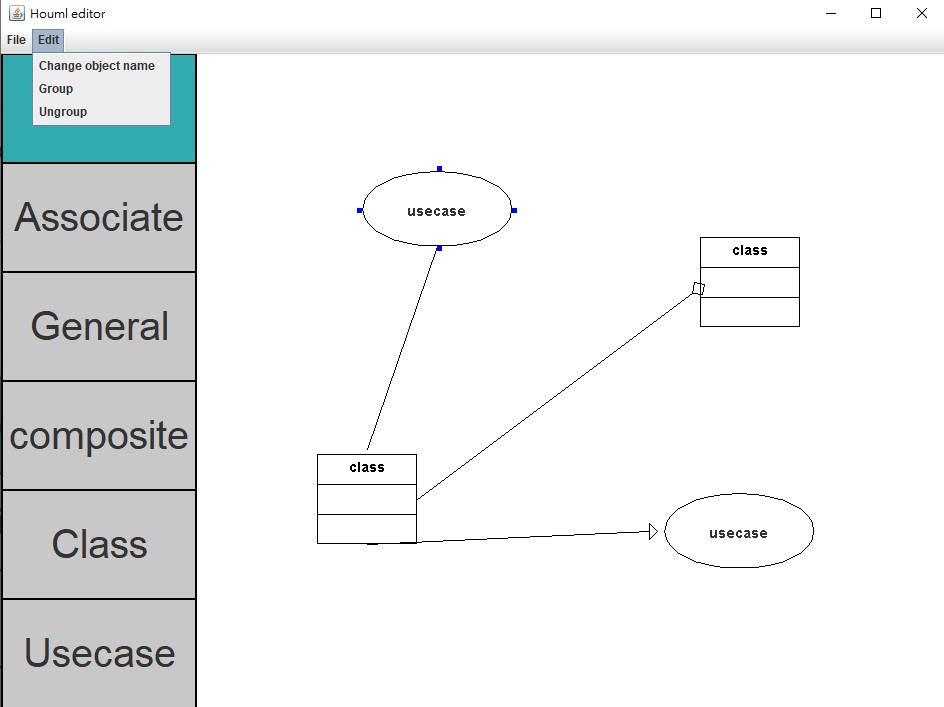 Houml editor
File Edit
Change object name
Group
Ungroup
Associate
General
composite
Class
Usecase
usecase
class
class
usecase